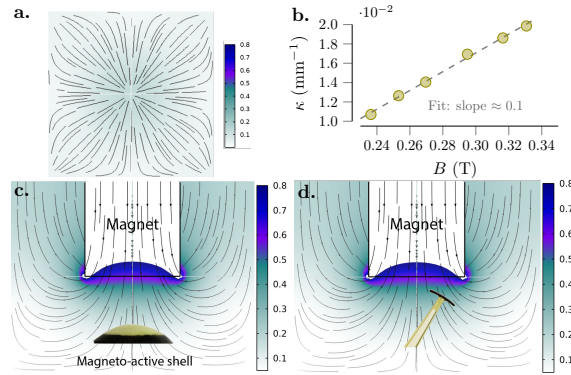 a.
0.8
0.7
0.6
0.5
0.4
0.3
0.2
0.1
b.
·10⁻²
2.0
1.8
1.6
1.4
1.2
1.0
κ (mm⁻¹)
Fit: slope ≈ 0.1
0.24 0.26 0.28 0.30 0.32 0.34
B (T)
c.
Magnet
Magneto-active shell
0.8
0.7
0.6
0.5
0.4
0.3
0.2
0.1
d.
Magnet
0.8
0.7
0.6
0.5
0.4
0.3
0.2
0.1